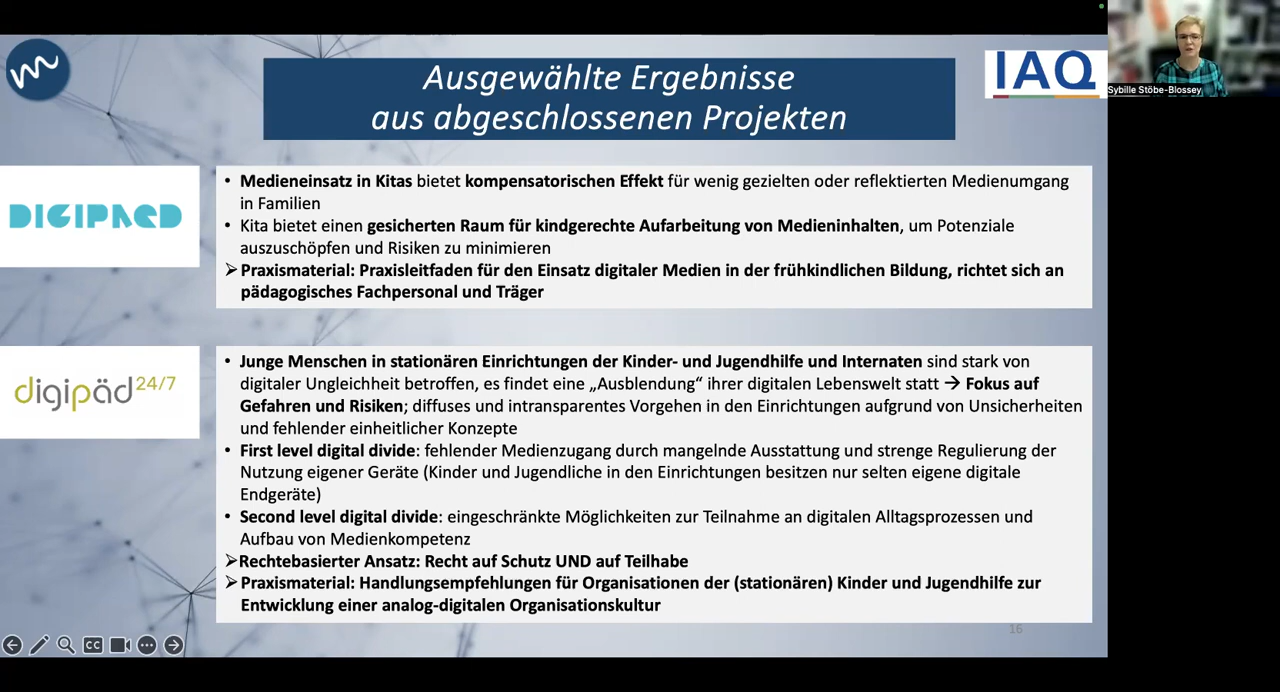 Ausgewählte Ergebnisse
aus abgeschlossenen Projekten
IAQ
Sybille Stöbe-Blossey
DIGIPAED
• Medieneinsatz in Kitas bietet kompensatorischen Effekt für wenig gezielten oder reflektierten Medienumgang
in Familien
• Kita bietet einen gesicherten Raum für kindgerechte Aufarbeitung von Medieninhalten, um Potenziale
auszuschöpfen und Risiken zu minimieren
➢Praxismaterial: Praxisleitfaden für den Einsatz digitaler Medien in der frühkindlichen Bildung, richtet sich an
pädagogisches Fachpersonal und Träger
digipäd24/7
• Junge Menschen in stationären Einrichtungen der Kinder- und Jugendhilfe und Internaten sind stark von
digitaler Ungleichheit betroffen, es findet eine „Ausblendung“ ihrer digitalen Lebenswelt statt → Fokus auf
Gefahren und Risiken; diffuses und intransparentes Vorgehen in den Einrichtungen aufgrund von Unsicherheiten
und fehlender einheitlicher Konzepte
• First level digital divide: fehlender Medienzugang durch mangelnde Ausstattung und strenge Regulierung der
Nutzung eigener Geräte (Kinder und Jugendliche in den Einrichtungen besitzen nur selten eigene digitale
Endgeräte)
• Second level digital divide: eingeschränkte Möglichkeiten zur Teilnahme an digitalen Alltagsprozessen und
Aufbau von Medienkompetenz
➢Rechtebasierter Ansatz: Recht auf Schutz UND auf Teilhabe
➢Praxismaterial: Handlungsempfehlungen für Organisationen der (stationären) Kinder und Jugendhilfe zur
Entwicklung einer analog-digitalen Organisationskultur
16
CC